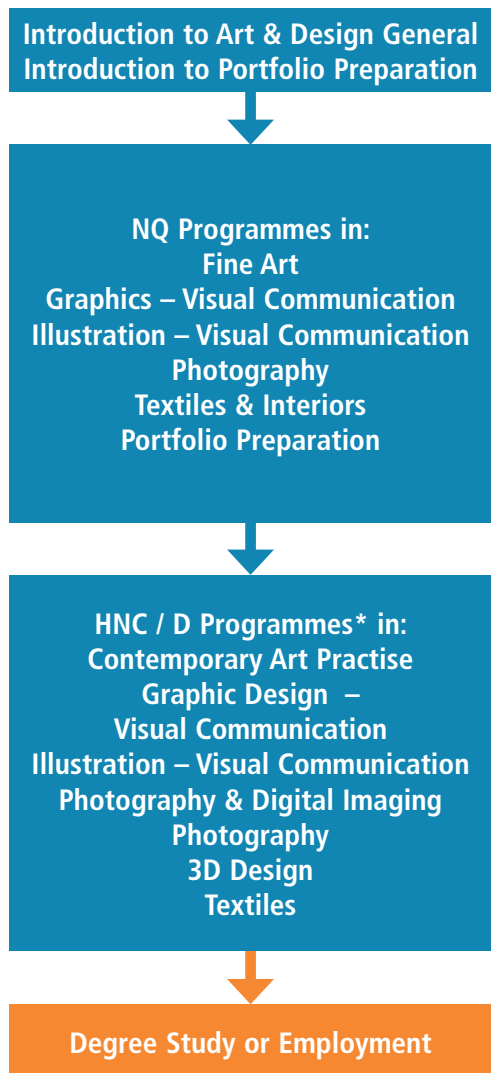 Introduction to Art & Design General
Introduction to Portfolio Preparation
NQ Programmes in:
Fine Art
Graphics – Visual Communication
Illustration – Visual Communication
Photography
Textiles & Interiors
Portfolio Preparation
HNC / D Programmes* in:
Contemporary Art Practise
Graphic Design –
Visual Communication
Illustration – Visual Communication
Photography & Digital Imaging
Photography
3D Design
Textiles
Degree Study or Employment